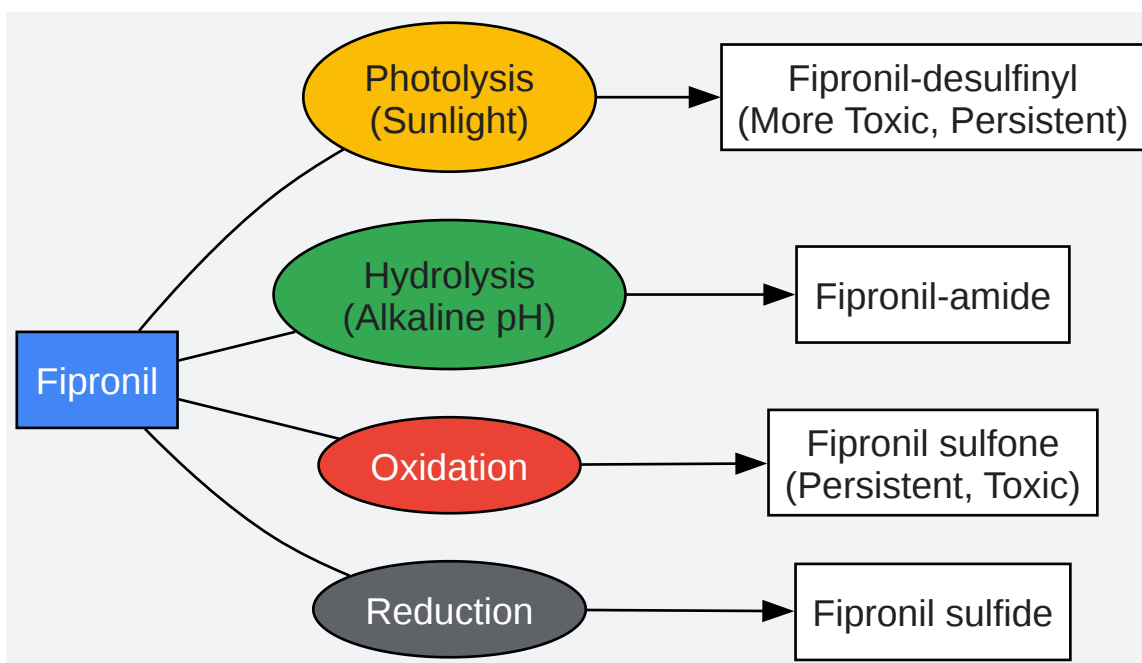 Photolysis
(Sunlight)
Fipronil-desulfinyl
(More Toxic, Persistent)
Hydrolysis
(Alkaline pH)
Fipronil-amide
Fipronil
Oxidation
Fipronil sulfone
(Persistent, Toxic)
Reduction
Fipronil sulfide